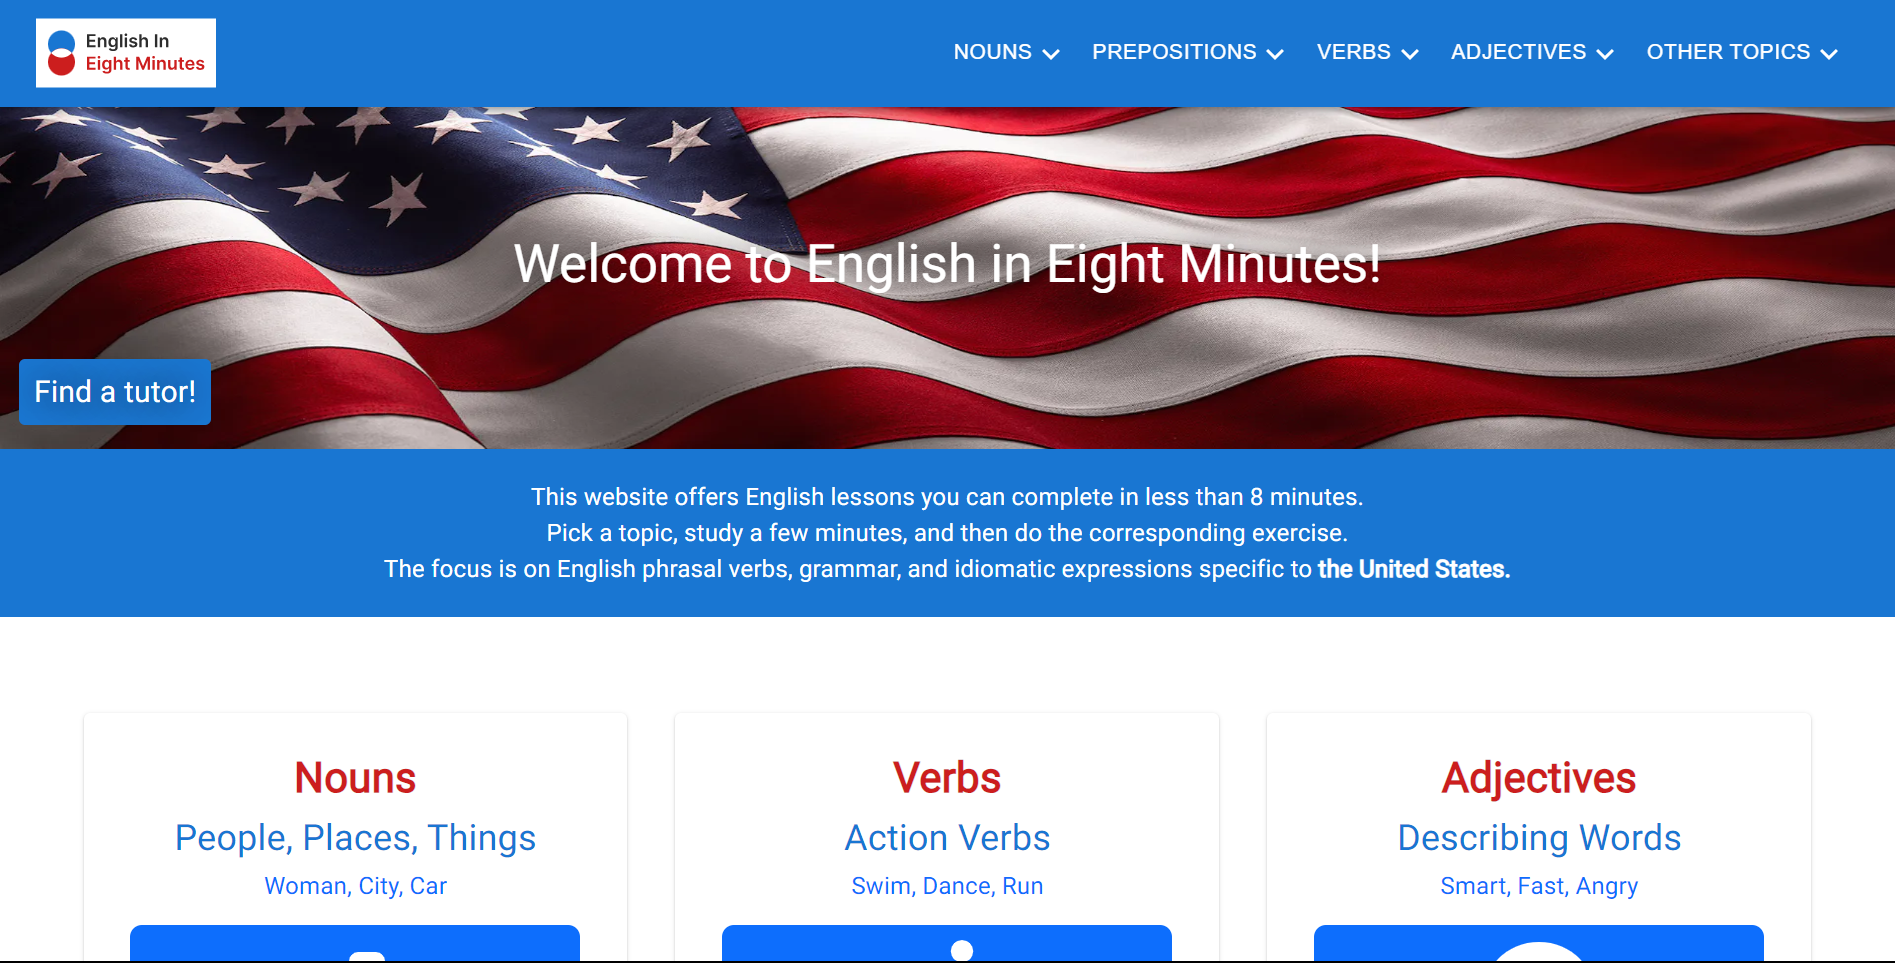 English In
Eight Minutes
NOUNS
PREPOSITIONS
VERBS
ADJECTIVES
OTHER TOPICS
Welcome to English in Eight Minutes!
Find a tutor!
This website offers English lessons you can complete in less than 8 minutes.
Pick a topic, study a few minutes, and then do the corresponding exercise.
The focus is on English phrasal verbs, grammar, and idiomatic expressions specific to the United States.
Nouns
People, Places, Things
Woman, City, Car
Verbs
Action Verbs
Swim, Dance, Run
Adjectives
Describing Words
Smart, Fast, Angry